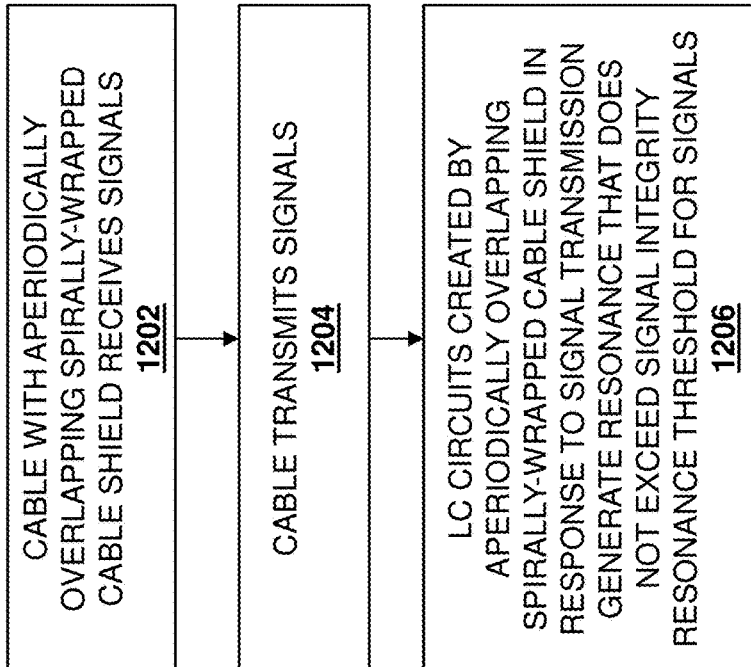 CABLE WITH APERIODICALLY
OVERLAPPING SPIRALLY-WRAPPED
CABLE SHIELD RECEIVES SIGNALS
1202
CABLE TRANSMITS SIGNALS
1204
LC CIRCUITS CREATED BY
APERIODICALLY OVERLAPPING
SPIRALLY-WRAPPED CABLE SHIELD IN
RESPONSE TO SIGNAL TRANSMISSION
GENERATE RESONANCE THAT DOES
NOT EXCEED SIGNAL INTEGRITY
RESONANCE THRESHOLD FOR SIGNALS
1206